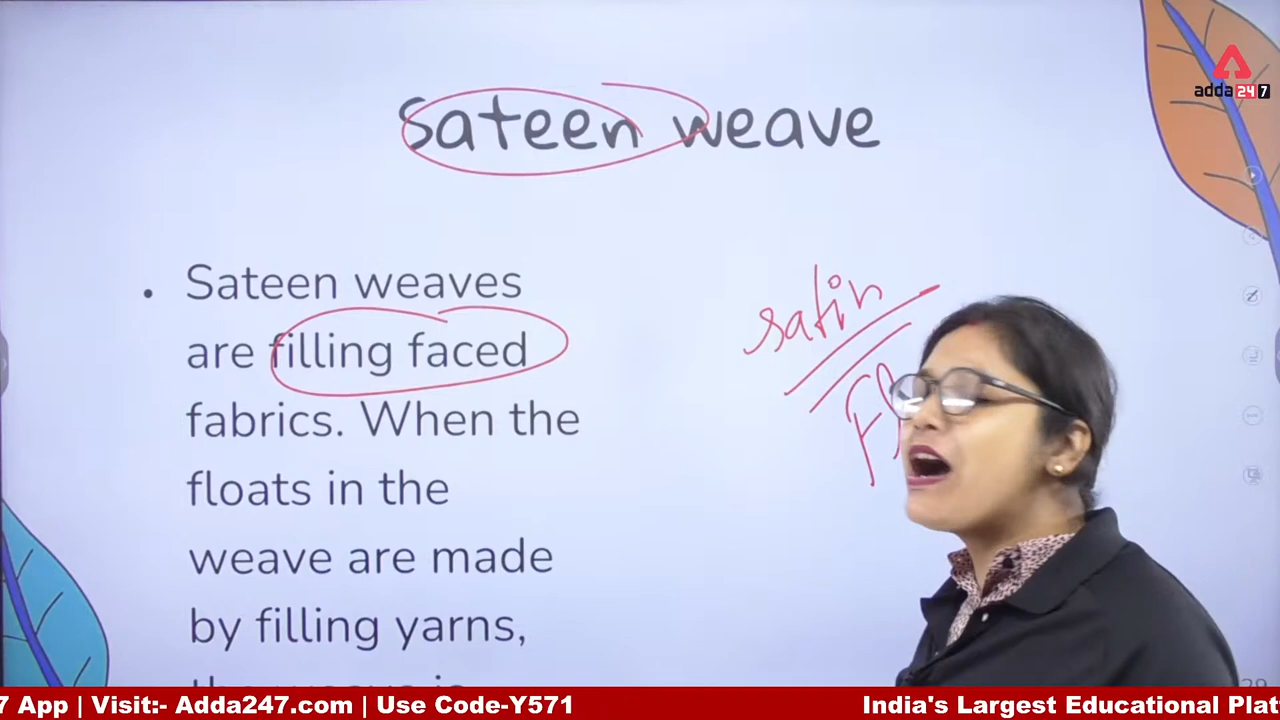 adda247
Sateen weave
. Sateen weaves
are filling faced
fabrics. When the
floats in the
weave are made
by filling yarns,
satin
7 App | Visit:- Adda247.com | Use Code-Y571
India's Largest Educational Plat